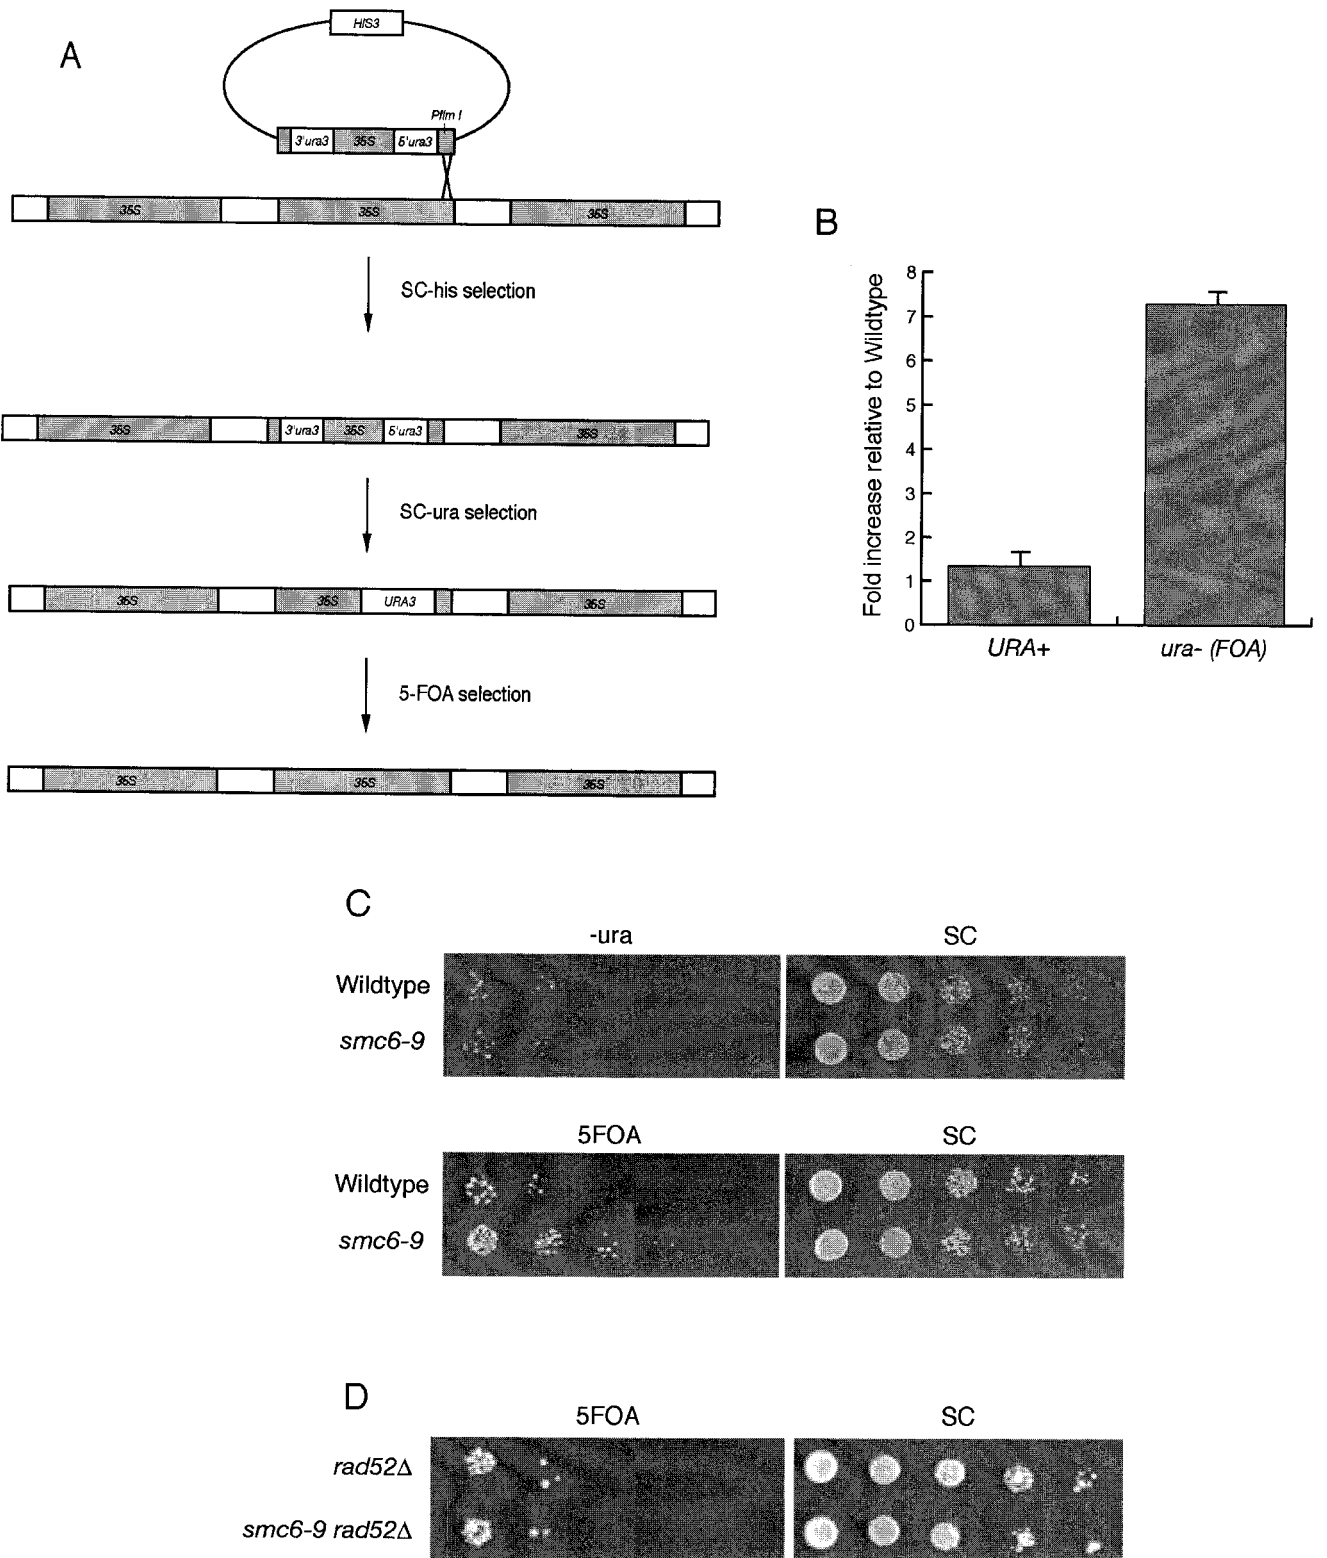 A
HIS3
Pflm I
3'ura3 35S 5'ura3
35S 35S 35S
SC-his selection
35S 3'ura3 35S 5'ura3 35S
SC-ura selection
35S 35S URA3 35S
5-FOA selection
35S 35S 35S
B
Fold increase relative to Wildtype
8
7
6
5
4
3
2
1
0
URA+ ura- (FOA)
C
-ura SC
Wildtype
smc6-9
5FOA SC
Wildtype
smc6-9
D
5FOA SC
rad52Δ
smc6-9 rad52Δ